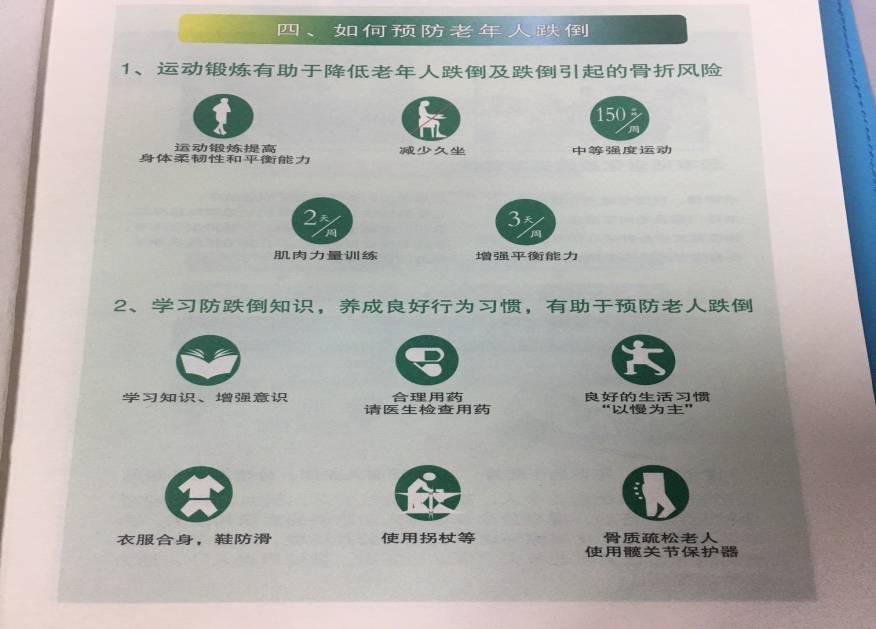 四、如何预防老年人跌倒
1、运动锻炼有助于降低老年人跌倒及跌倒引起的骨折风险
150分钟/周
运动锻炼提高
身体柔韧性和平衡能力
减少久坐
中等强度运动
2天/周
3天/周
肌肉力量训练
增强平衡能力
2、学习防跌倒知识，养成良好行为习惯，有助于预防老人跌倒
学习知识、增强意识
合理用药
请医生检查用药
良好的生活习惯
“以慢为主”
衣服合身，鞋防滑
使用拐杖等
骨质疏松老人
使用髋关节保护器